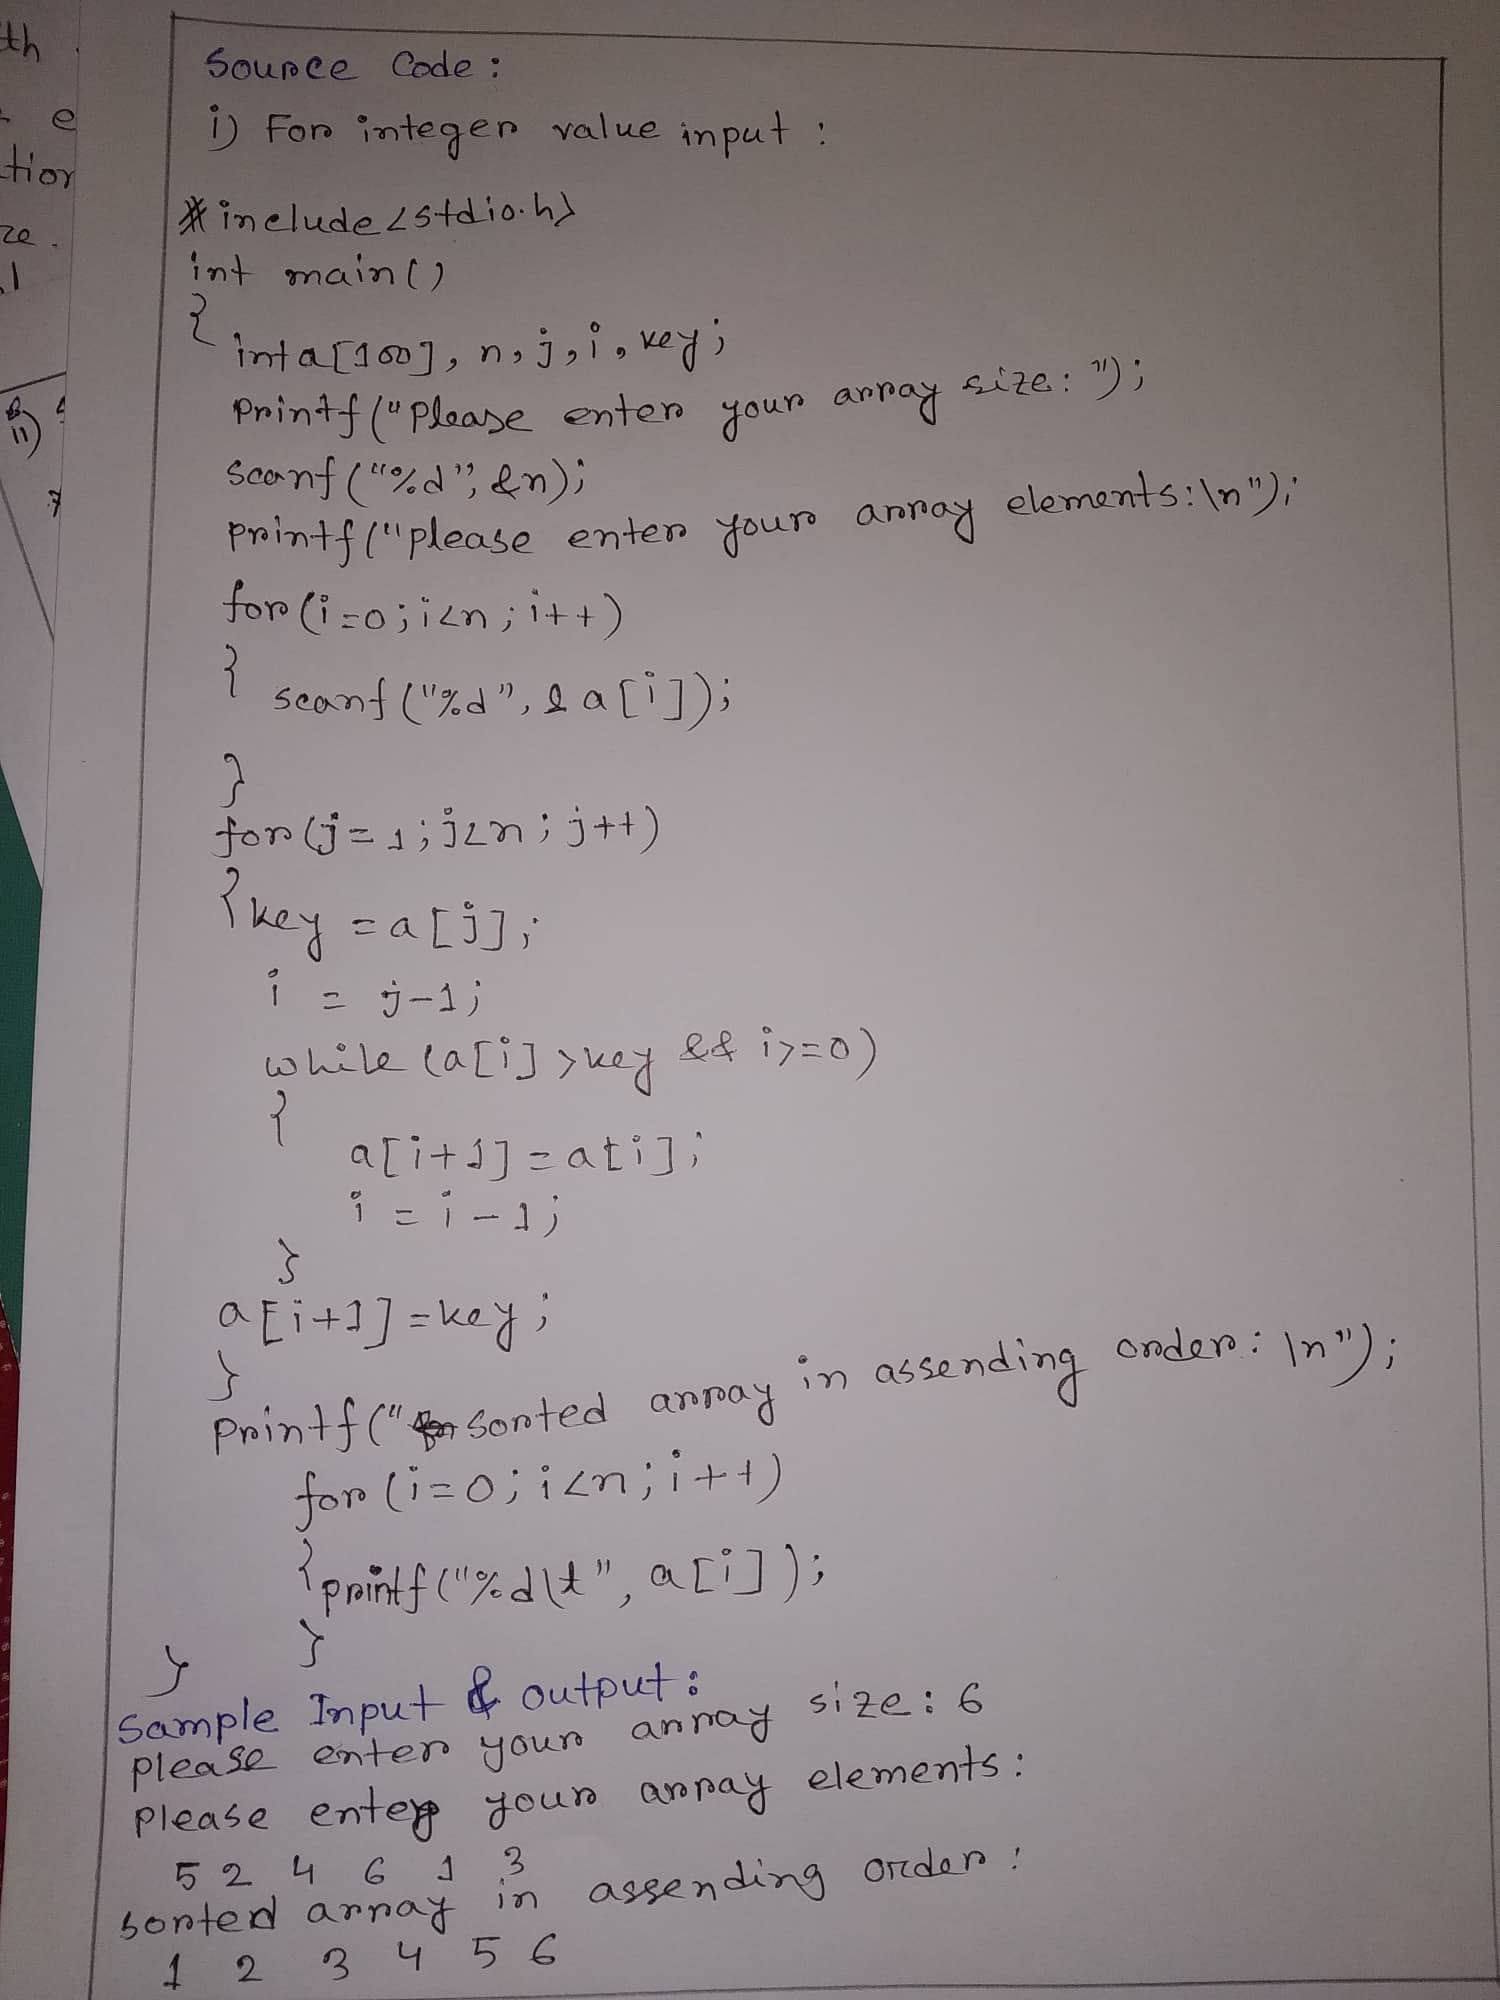 th
e
tion
ze.
Source Code:
i) For integer value input:
#include<stdio.h>
int main()
{
int a[100], n, j, i, key;
printf("Please enter your array size: ");
scanf("%d", &n);
printf("please enter your array elements:\n");
for(i=0;i<n;i++)
{
scanf("%d", &a[i]);
}
for(j=1;j<n;j++)
{key=a[j];
i = j-1;
while(a[i]>key && i>=0)
{
a[i+1]=a[i];
i=i-1;
}
a[i+1]=key;
}
printf("sorted array in assending order: \n");
for(i=0;i<n;i++)
{printf("%d\t", a[i]);
}
}
Sample Input & output:
please enter your array size: 6
Please enter your array elements:
5 2 4 6 1 3
sorted array in assending order:
1 2 3 4 5 6